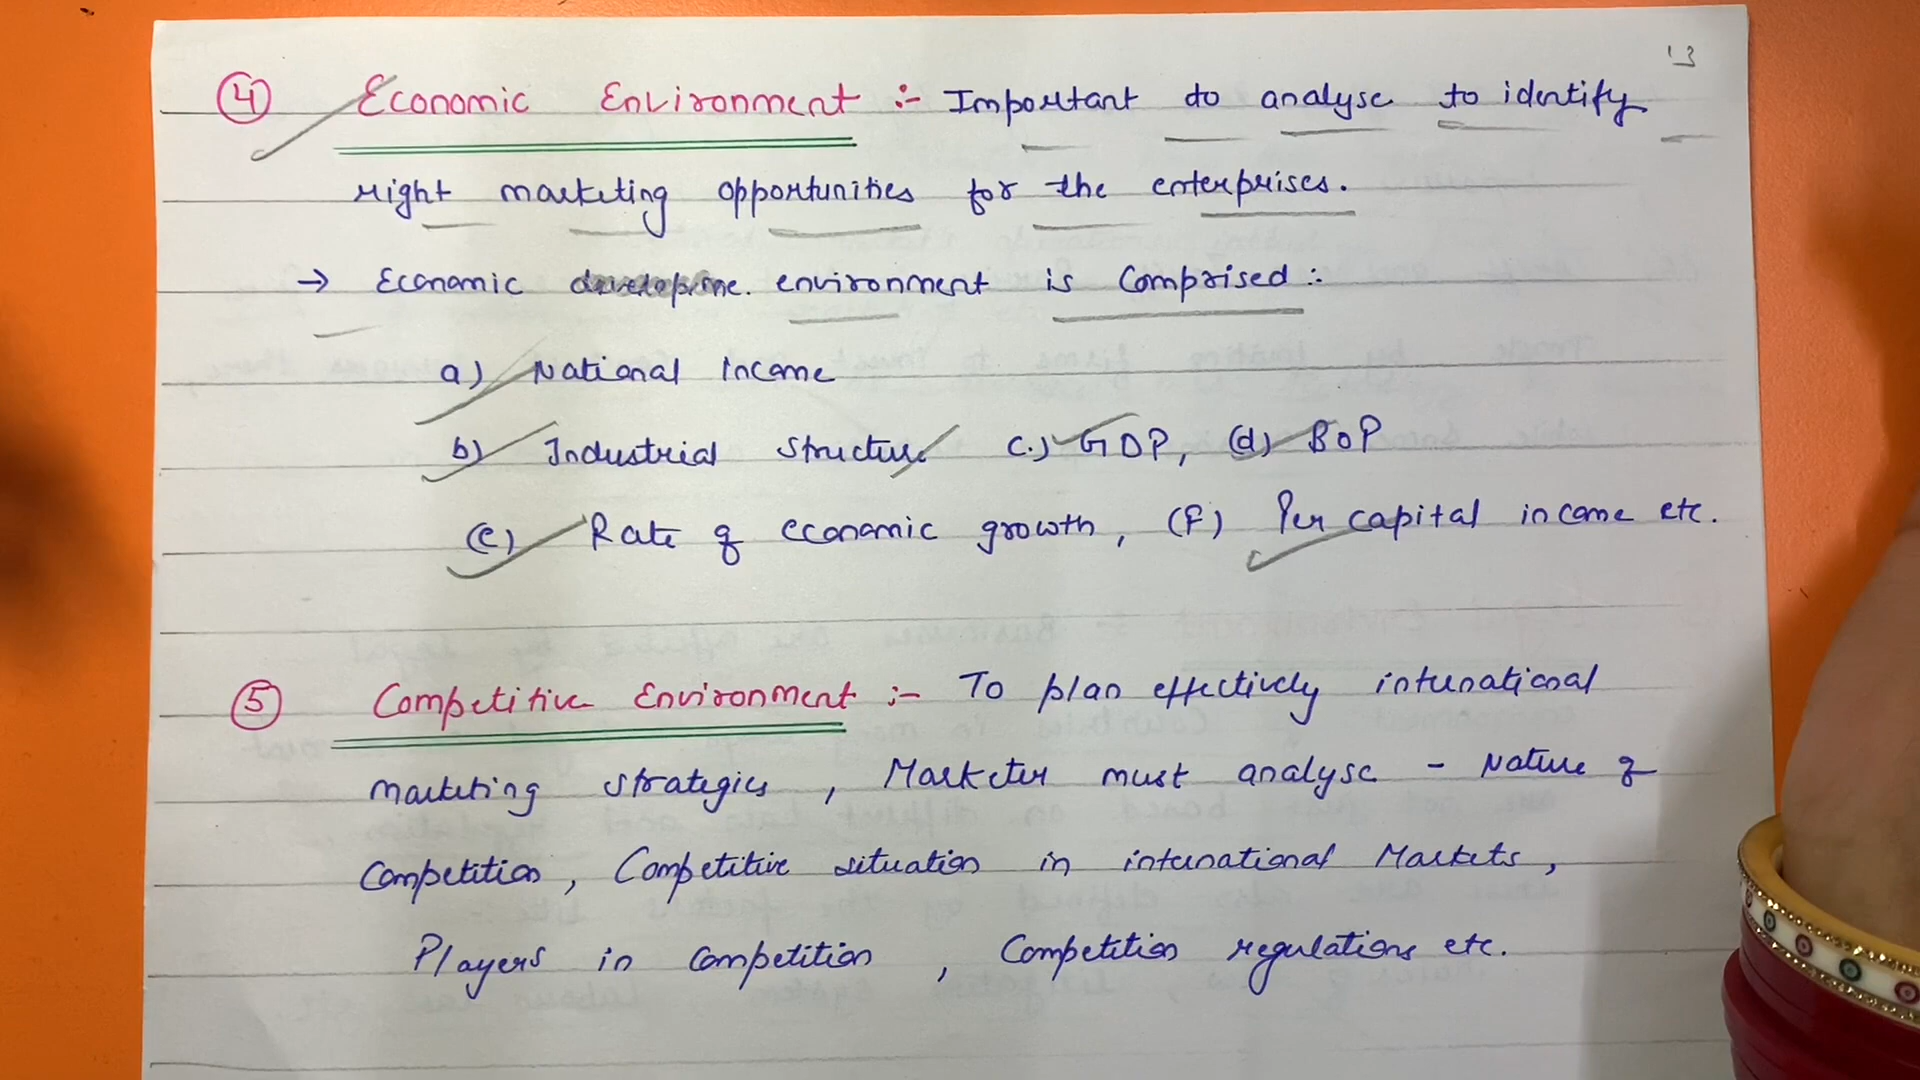 13
④ Economic Environment :- Important to analyse to identify
right marketing opportunities for the enterprises.
→ Economic environment is Comprised :-
a) National Income
b) Industrial Structure c.) GDP, (d) BOP
(e) Rate of economic growth, (F) Per capital income etc.
⑤ Competitive Environment :- To plan effectively international
marketing strategies, Marketer must analyse - Nature of
Competition, Competitive situation in international Markets,
Players in competition, Competition regulations etc.